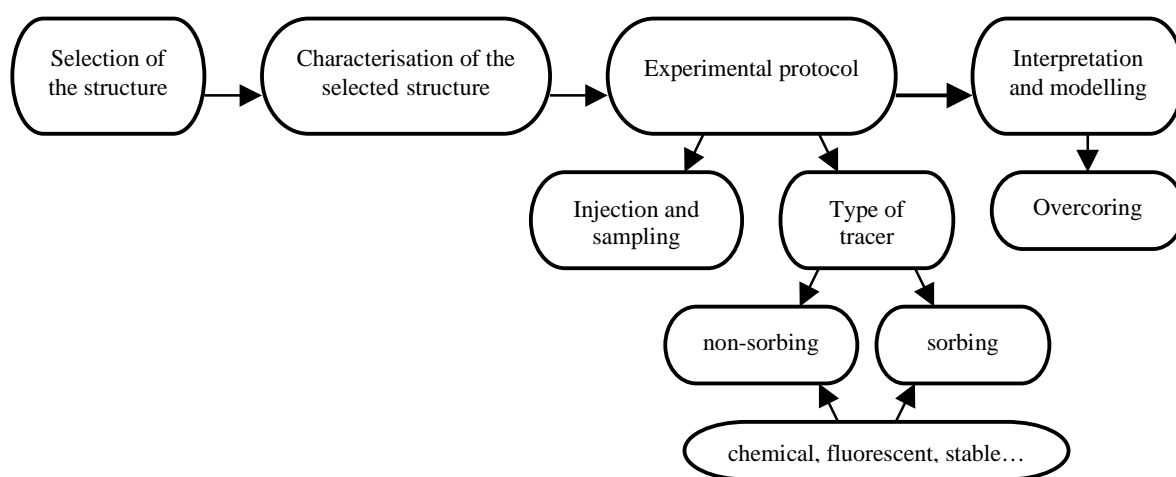 Selection of
the structure
Characterisation of the
selected structure
Experimental protocol
Interpretation
and modelling
Injection and
sampling
Type of
tracer
Overcoring
non-sorbing
sorbing
chemical, fluorescent, stable…